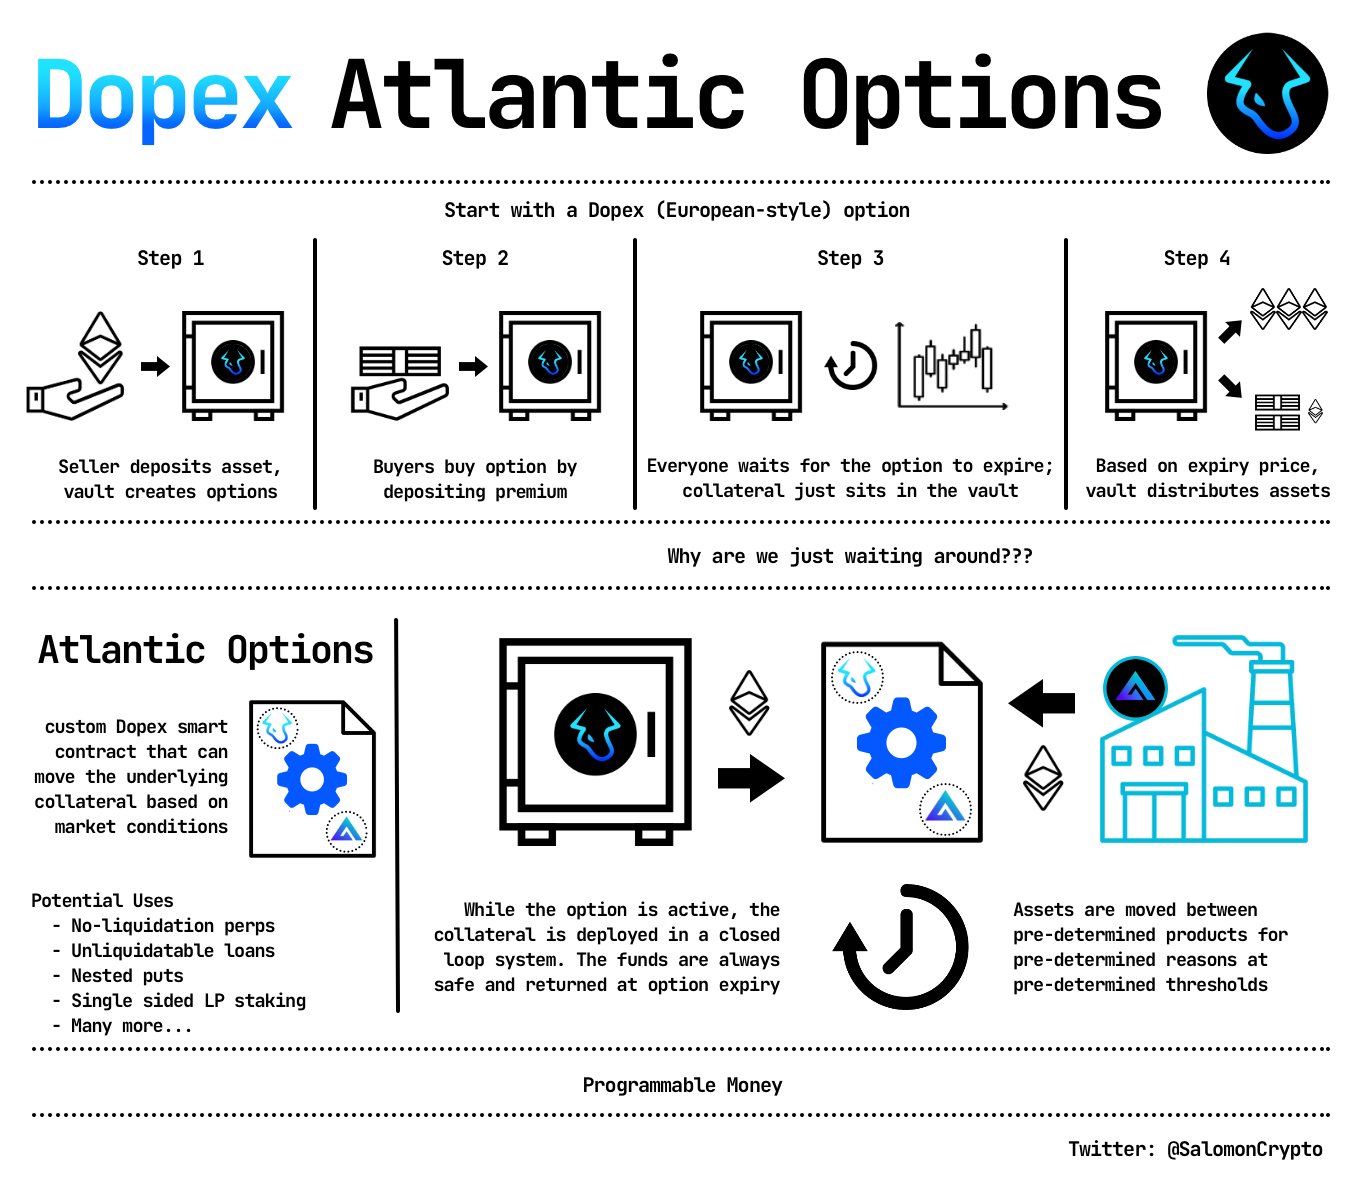 Dopex Atlantic Options
Start with a Dopex (European-style) option
Step 1
Seller deposits asset,
vault creates options
Step 2
Buyers buy option by
depositing premium
Step 3
Everyone waits for the option to expire;
collateral just sits in the vault
Step 4
Based on expiry price,
vault distributes assets
Why are we just waiting around???
Atlantic Options
custom Dopex smart
contract that can
move the underlying
collateral based on
market conditions
Potential Uses
- No-liquidation perps
- Unliquidatable loans
- Nested puts
- Single sided LP staking
- Many more...
While the option is active, the
collateral is deployed in a closed
loop system. The funds are always
safe and returned at option expiry
Assets are moved between
pre-determined products for
pre-determined reasons at
pre-determined thresholds
Programmable Money
Twitter: @SalomonCrypto